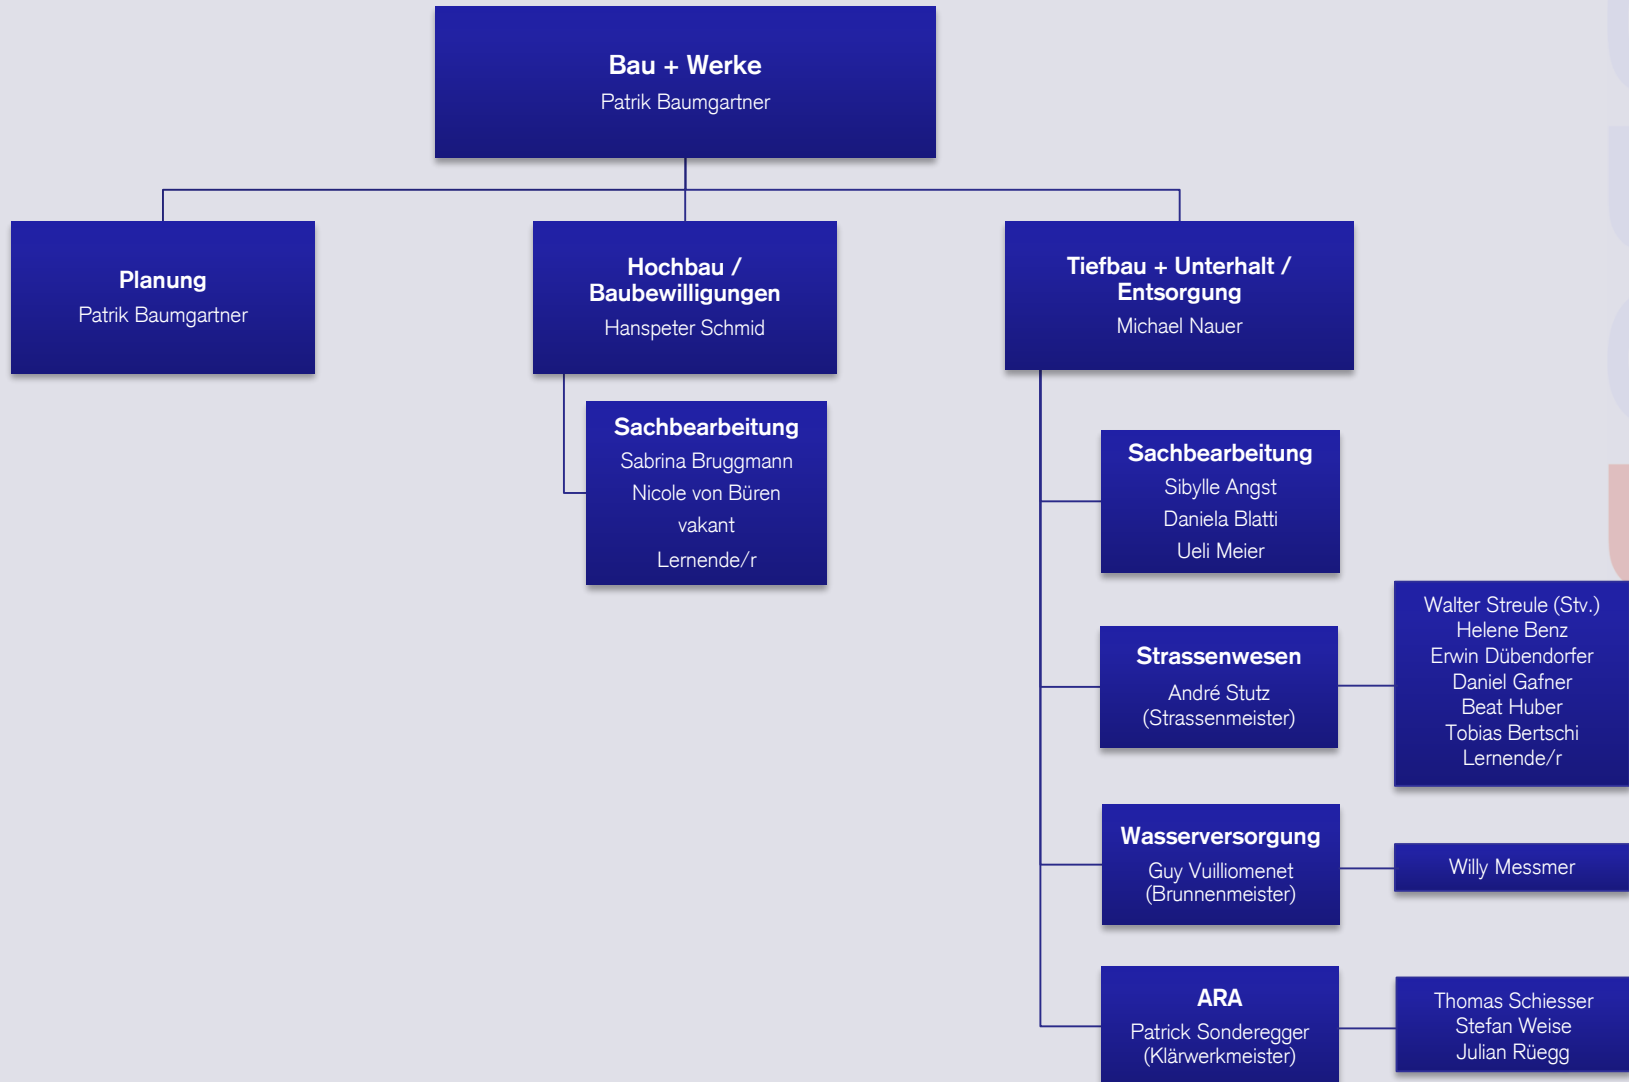 Bau + Werke
Patrik Baumgartner
Planung
Patrik Baumgartner
Hochbau /
Baubewilligungen
Hanspeter Schmid
Sachbearbeitung
Sabrina Bruggmann
Nicole von Büren
vakant
Lernende/r
Tiefbau + Unterhalt /
Entsorgung
Michael Nauer
Sachbearbeitung
Sibylle Angst
Daniela Blatti
Ueli Meier
Strassenwesen
André Stutz
(Strassenmeister)
Walter Streule (Stv.)
Helene Benz
Erwin Dübendorfer
Daniel Gafner
Beat Huber
Tobias Bertschi
Lernende/r
Wasserversorgung
Guy Vuilliomenet
(Brunnenmeister)
Willy Messmer
ARA
Patrick Sonderegger
(Klärwerkmeister)
Thomas Schiesser
Stefan Weise
Julian Rüegg